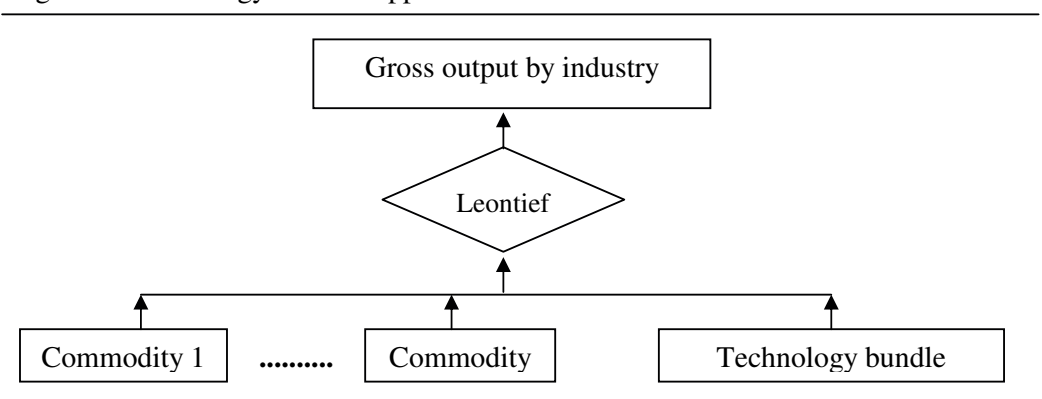 Gross output by industry
Leontief
Commodity 1
..........
Commodity
Technology bundle